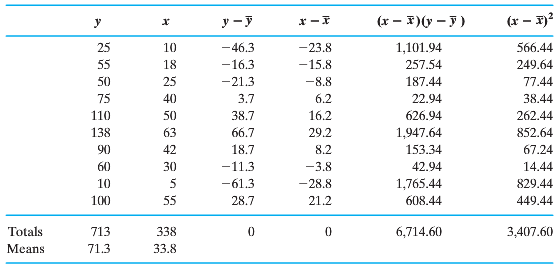 y x y − ȳ x − x̄ (x − x̄)(y − ȳ) (x − x̄)²
25 10 −46.3 −23.8 1,101.94 566.44
55 18 −16.3 −15.8 257.54 249.64
50 25 −21.3 −8.8 187.44 77.44
75 40 3.7 6.2 22.94 38.44
110 50 38.7 16.2 626.94 262.44
138 63 66.7 29.2 1,947.64 852.64
90 42 18.7 8.2 153.34 67.24
60 30 −11.3 −3.8 42.94 14.44
10 5 −61.3 −28.8 1,765.44 829.44
100 55 28.7 21.2 608.44 449.44
Totals 713 338 0 0 6,714.60 3,407.60
Means 71.3 33.8